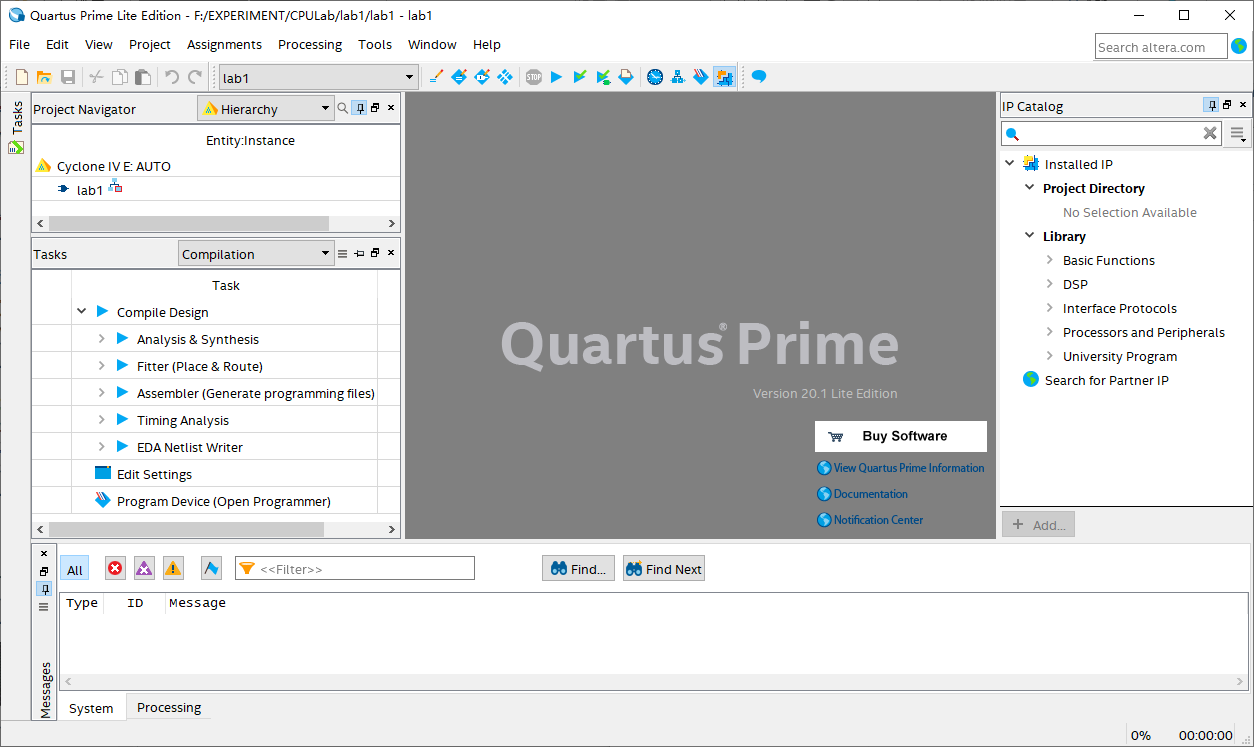 Quartus Prime Lite Edition - F:/EXPERIMENT/CPULab/lab1/lab1 - lab1
File Edit View Project Assignments Processing Tools Window Help
Search altera.com
lab1
STOP
Tasks
Project Navigator
Hierarchy
Entity:Instance
Cyclone IV E: AUTO
lab1
Tasks
Compilation
Task
Compile Design
Analysis & Synthesis
Fitter (Place & Route)
Assembler (Generate programming files)
Timing Analysis
EDA Netlist Writer
Edit Settings
Program Device (Open Programmer)
Quartus® Prime
Version 20.1 Lite Edition
Buy Software
View Quartus Prime Information
Documentation
Notification Center
IP Catalog
Installed IP
Project Directory
No Selection Available
Library
Basic Functions
DSP
Interface Protocols
Processors and Peripherals
University Program
Search for Partner IP
Add...
All
<<Filter>>
Find...
Find Next
Type ID Message
Messages
System Processing
0% 00:00:00